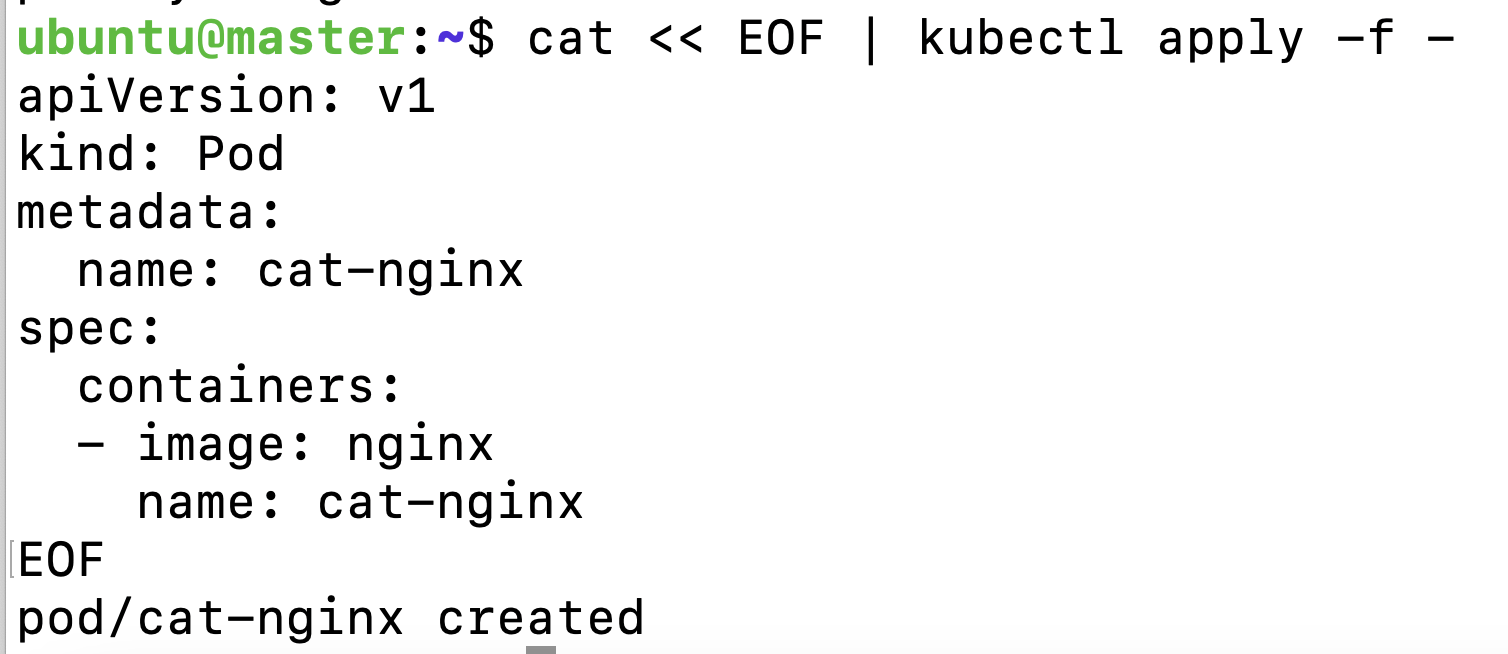 ubuntu@master:~$ cat << EOF | kubectl apply -f -
apiVersion: v1
kind: Pod
metadata:
  name: cat-nginx
spec:
  containers:
  - image: nginx
    name: cat-nginx
EOF
pod/cat-nginx created